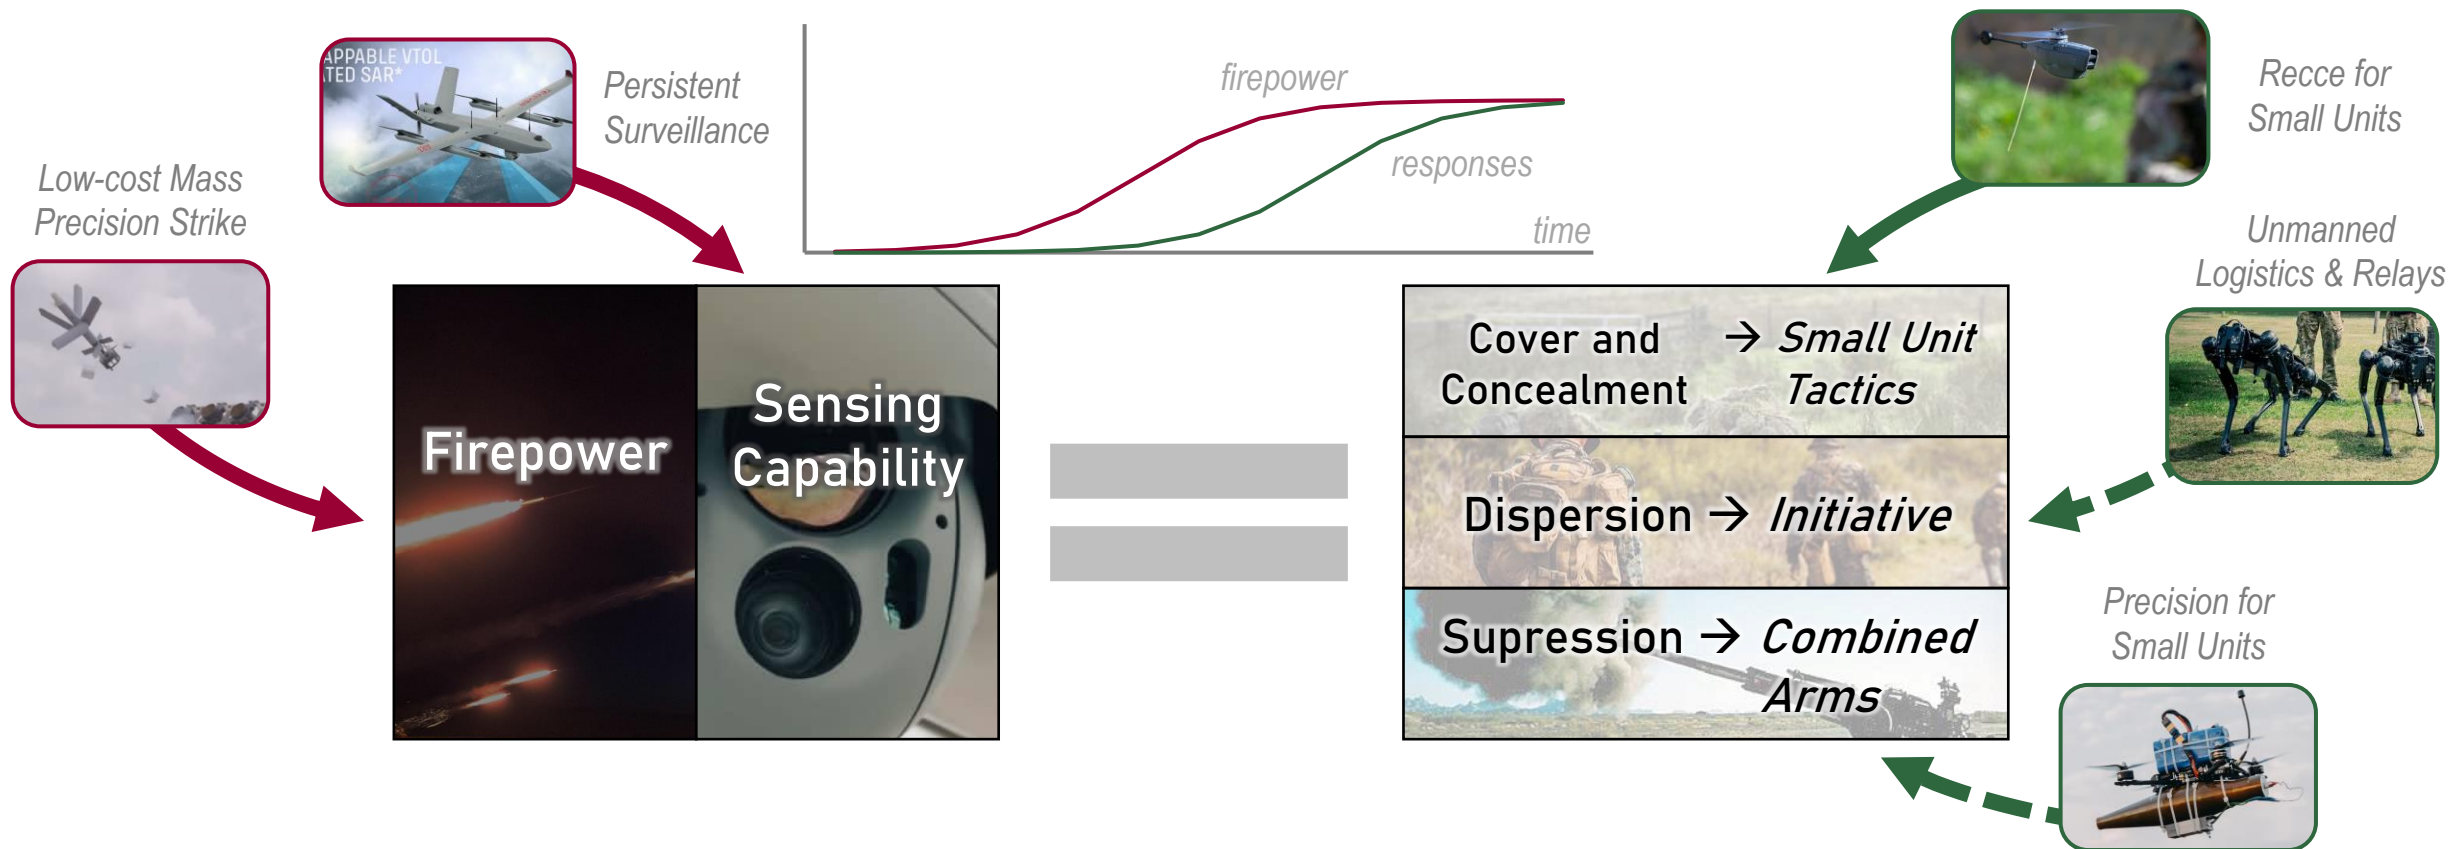 APPABLE VTOL
TED SAR*
Persistent
Surveillance
Low-cost Mass
Precision Strike
firepower
responses
time
Recce for
Small Units
Unmanned
Logistics & Relays
Firepower
Sensing
Capability
Cover and
Concealment
→ Small Unit
Tactics
Dispersion → Initiative
Supression → Combined
Arms
Precision for
Small Units